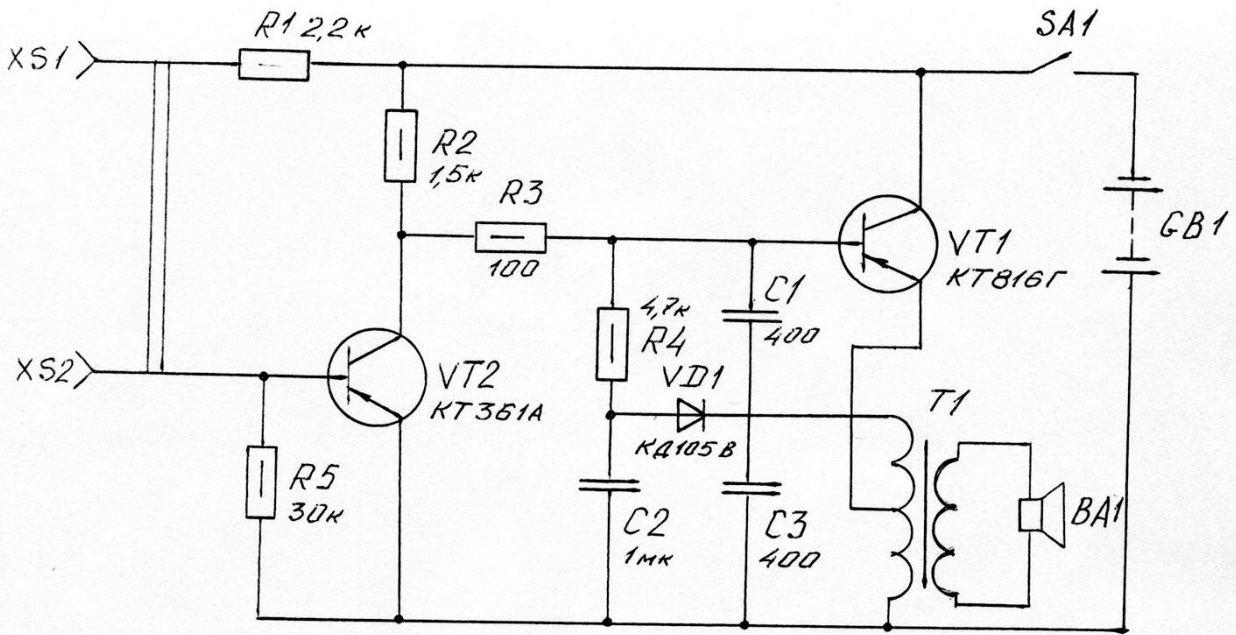 R1 2,2к
SA1
XS1
R2
1,5к
R3
100
GB1
VT1
КТ816Г
C1
400
4,7к
R4
XS2
VT2
КТ361А
VD1
КД105В
T1
R5
30к
C2
1мк
C3
400
BA1